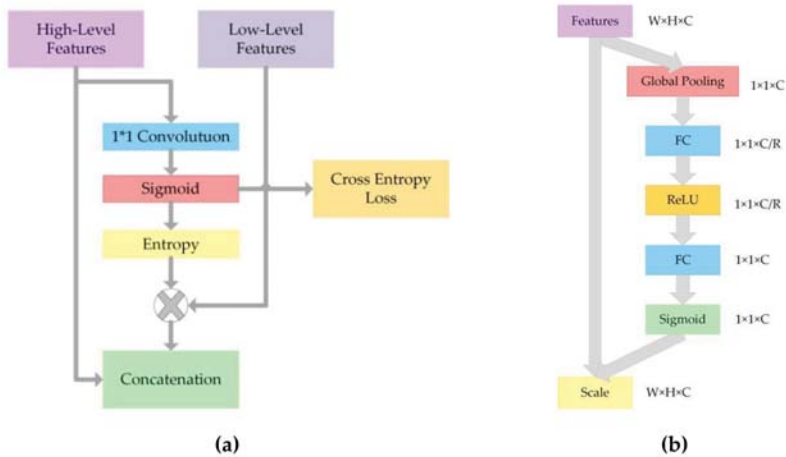 High-Level
Features
Low-Level
Features
1*1 Convolutuon
Sigmoid
Cross Entropy
Loss
Entropy
Concatenation
(a)
Features W×H×C
Global Pooling 1×1×C
FC 1×1×C/R
ReLU 1×1×C/R
FC 1×1×C
Sigmoid 1×1×C
Scale W×H×C
(b)